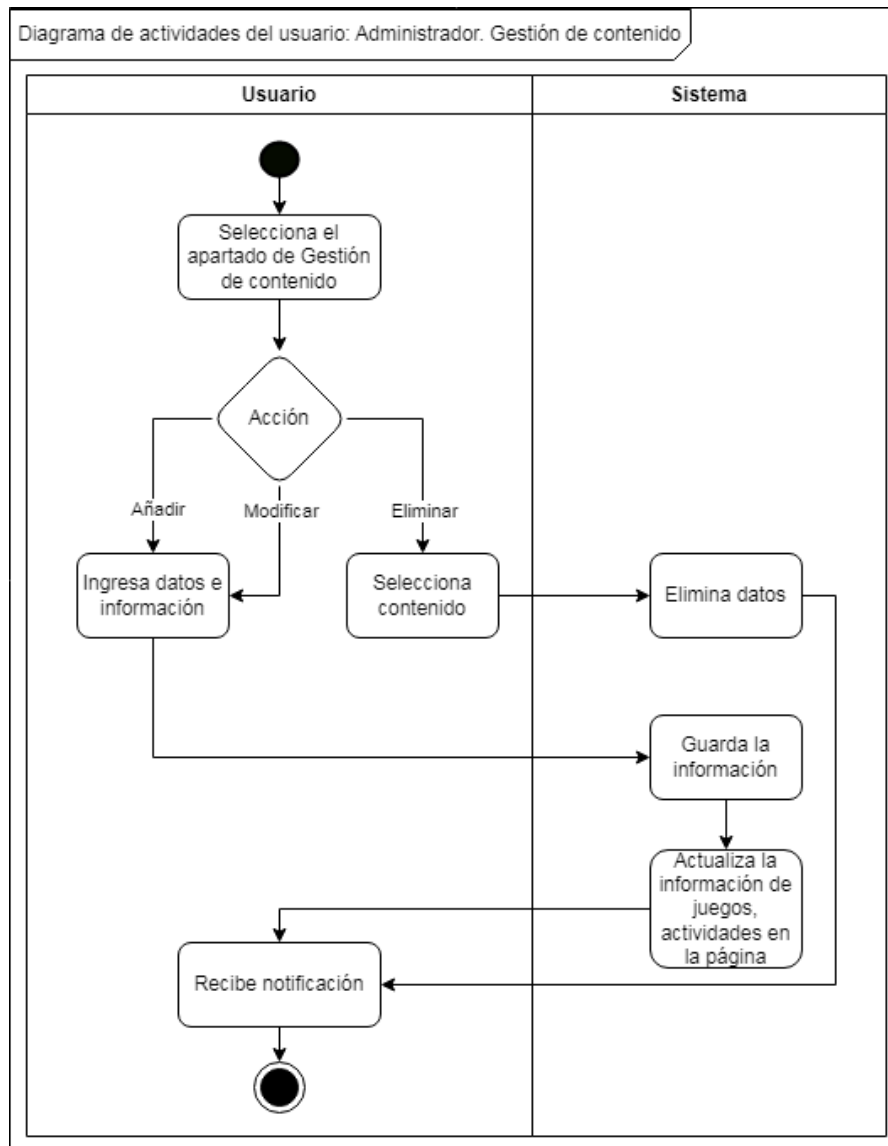 Diagrama de actividades del usuario: Administrador. Gestión de contenido
Usuario
Sistema
Selecciona el
apartado de Gestión
de contenido
Acción
Añadir
Modificar
Eliminar
Ingresa datos e
información
Selecciona
contenido
Elimina datos
Guarda la
información
Actualiza la
información de
juegos,
actividades en
la página
Recibe notificación